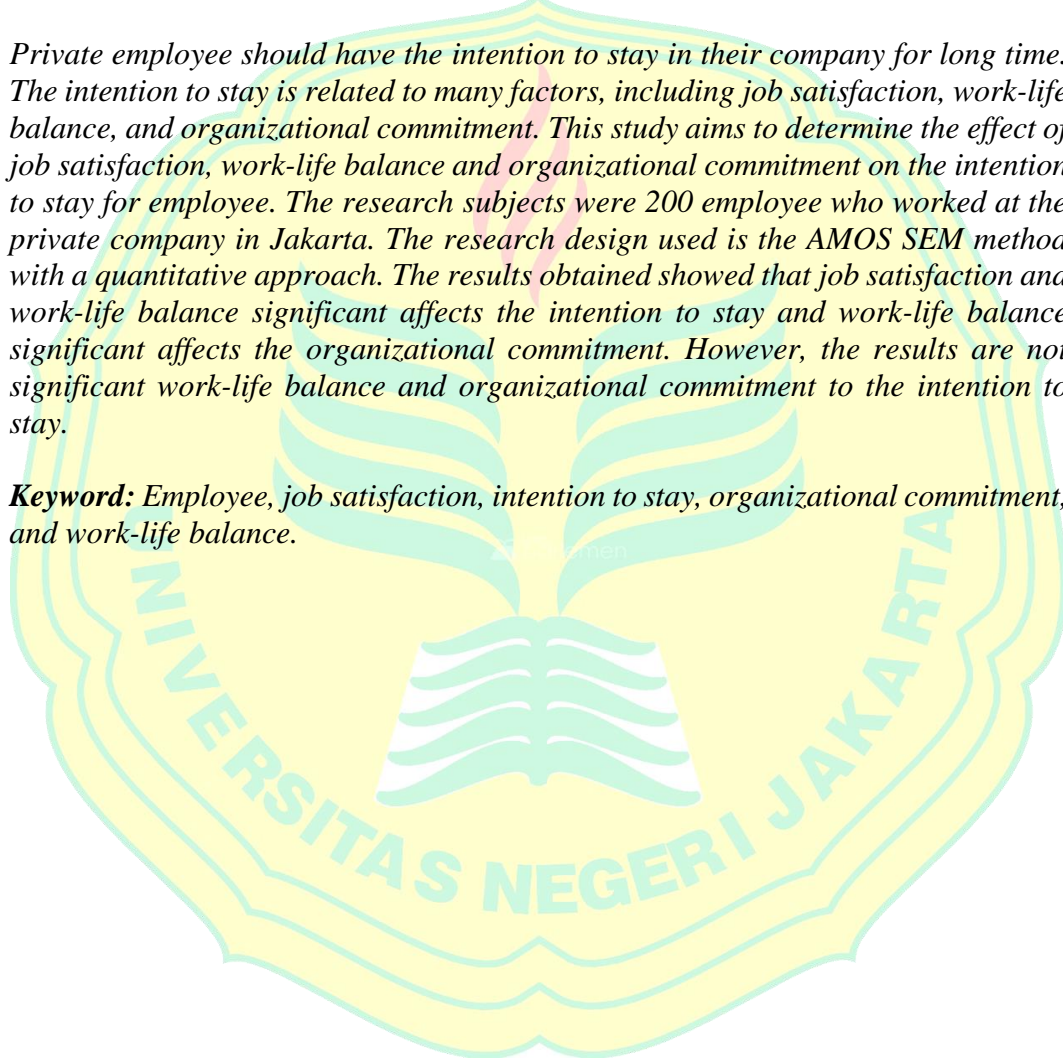 Private employee should have the intention to stay in their company for long time.
The intention to stay is related to many factors, including job satisfaction, work-life
balance, and organizational commitment. This study aims to determine the effect of
job satisfaction, work-life balance and organizational commitment on the intention
to stay for employee. The research subjects were 200 employee who worked at the
private company in Jakarta. The research design used is the AMOS SEM method
with a quantitative approach. The results obtained showed that job satisfaction and
work-life balance significant affects the intention to stay and work-life balance
significant affects the organizational commitment. However, the results are not
significant work-life balance and organizational commitment to the intention to
stay.
Keyword: Employee, job satisfaction, intention to stay, organizational commitment,
and work-life balance.
UNIVERSITAS NEGERI JAKARTA